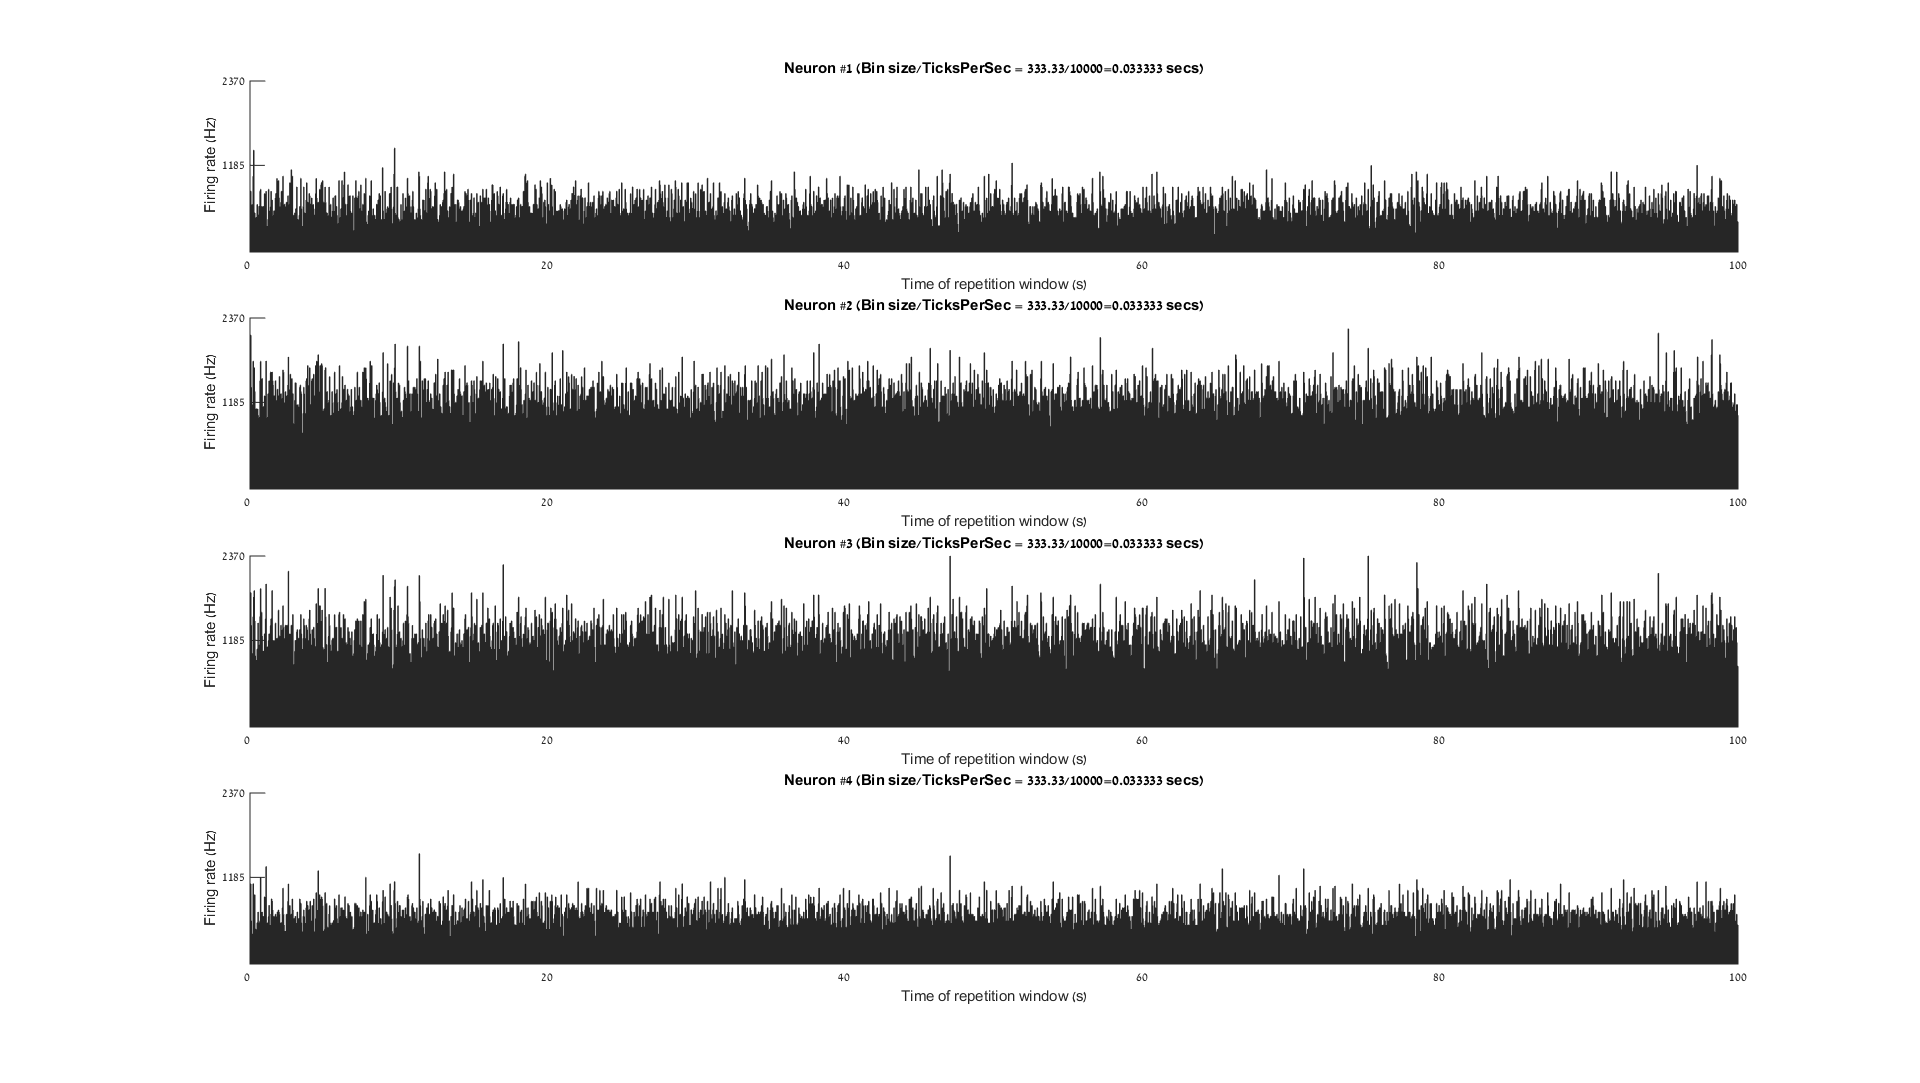 Neuron #1 (Bin size/TicksPerSec = 333.33/10000=0.033333 secs)
2370
1185
Firing rate (Hz)
0 20 40 60 80 100
Time of repetition window (s)
Neuron #2 (Bin size/TicksPerSec = 333.33/10000=0.033333 secs)
2370
1185
Firing rate (Hz)
0 20 40 60 80 100
Time of repetition window (s)
Neuron #3 (Bin size/TicksPerSec = 333.33/10000=0.033333 secs)
2370
1185
Firing rate (Hz)
0 20 40 60 80 100
Time of repetition window (s)
Neuron #4 (Bin size/TicksPerSec = 333.33/10000=0.033333 secs)
2370
1185
Firing rate (Hz)
0 20 40 60 80 100
Time of repetition window (s)